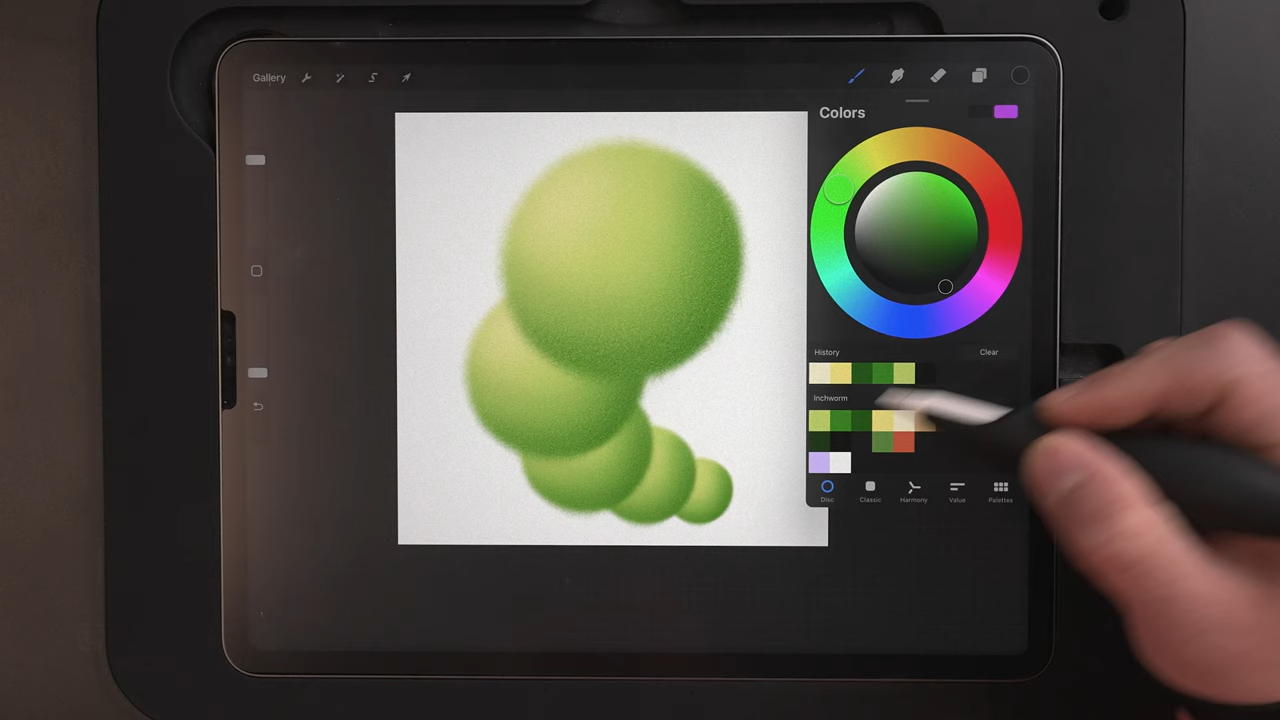 Gallery
Colors
History Clear
Inchworm
Disc Classic Harmony Value Palettes